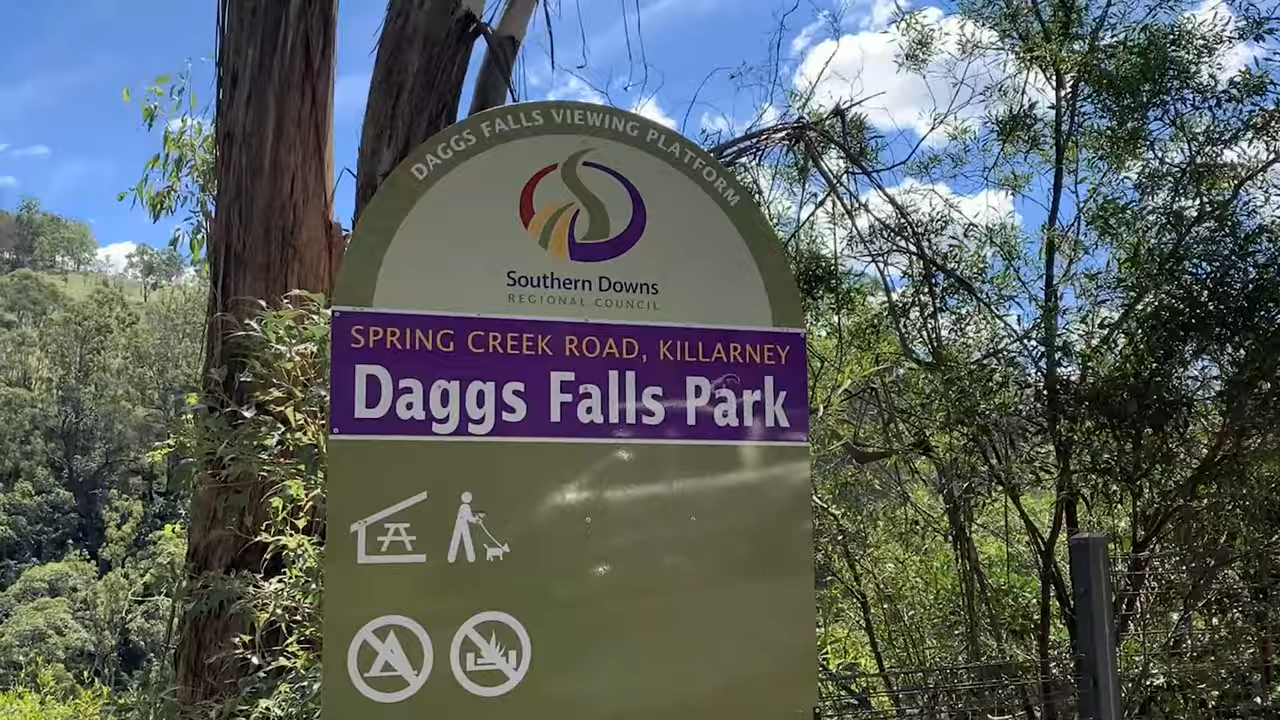 DAGGS FALLS VIEWING PLATFORM
Southern Downs
REGIONAL COUNCIL
SPRING CREEK ROAD, KILLARNEY
Daggs Falls Park